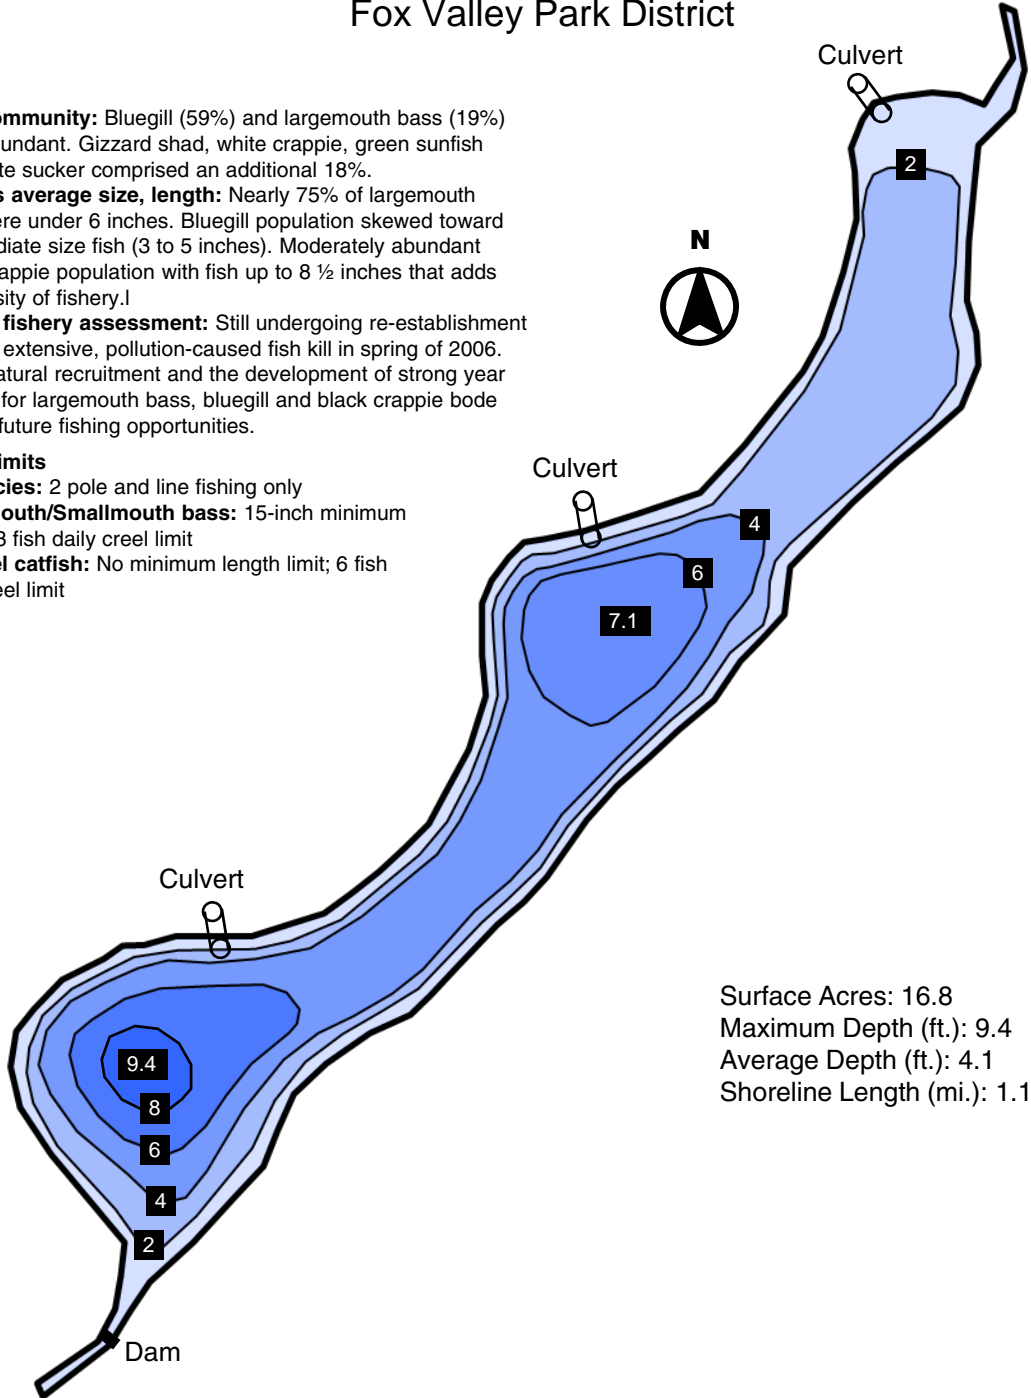 Fox Valley Park District
Culvert
ommunity: Bluegill (59%) and largemouth bass (19%)
undant. Gizzard shad, white crappie, green sunfish
te sucker comprised an additional 18%.
s average size, length: Nearly 75% of largemouth
ere under 6 inches. Bluegill population skewed toward
diate size fish (3 to 5 inches). Moderately abundant
appie population with fish up to 8 ½ inches that adds
sity of fishery.l
fishery assessment: Still undergoing re-establishment
extensive, pollution-caused fish kill in spring of 2006.
atural recruitment and the development of strong year
for largemouth bass, bluegill and black crappie bode
future fishing opportunities.
imits
cies: 2 pole and line fishing only
outh/Smallmouth bass: 15-inch minimum
3 fish daily creel limit
el catfish: No minimum length limit; 6 fish
eel limit
2
N
Culvert
4
6
7.1
Culvert
9.4
8
6
4
2
Dam
Surface Acres: 16.8
Maximum Depth (ft.): 9.4
Average Depth (ft.): 4.1
Shoreline Length (mi.): 1.1